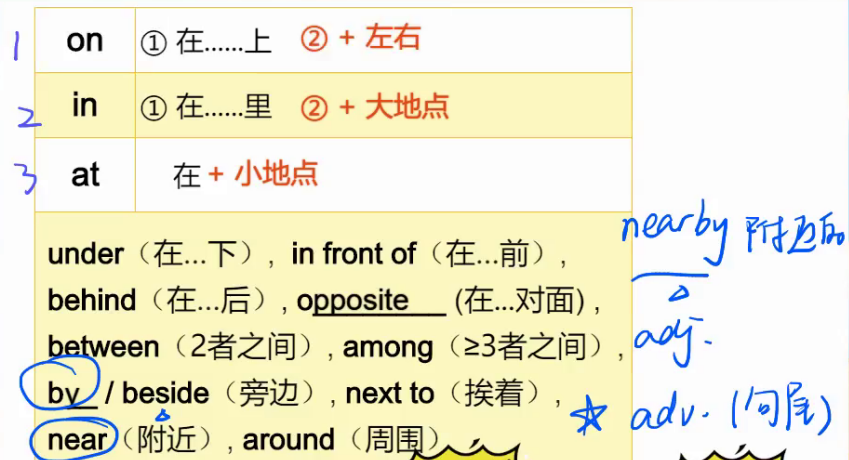 1 on ① 在……上 ② + 左右
2 in ① 在……里 ② + 大地点
3 at 在 + 小地点
under（在…下）, in front of（在…前）,
behind（在…后）, opposite (在…对面) ,
between（2者之间）, among（≥3者之间）,
by / beside（旁边）, next to（挨着）,
near（附近）, around（周围）
nearby 附近的
adj.
☆ adv. (句尾)